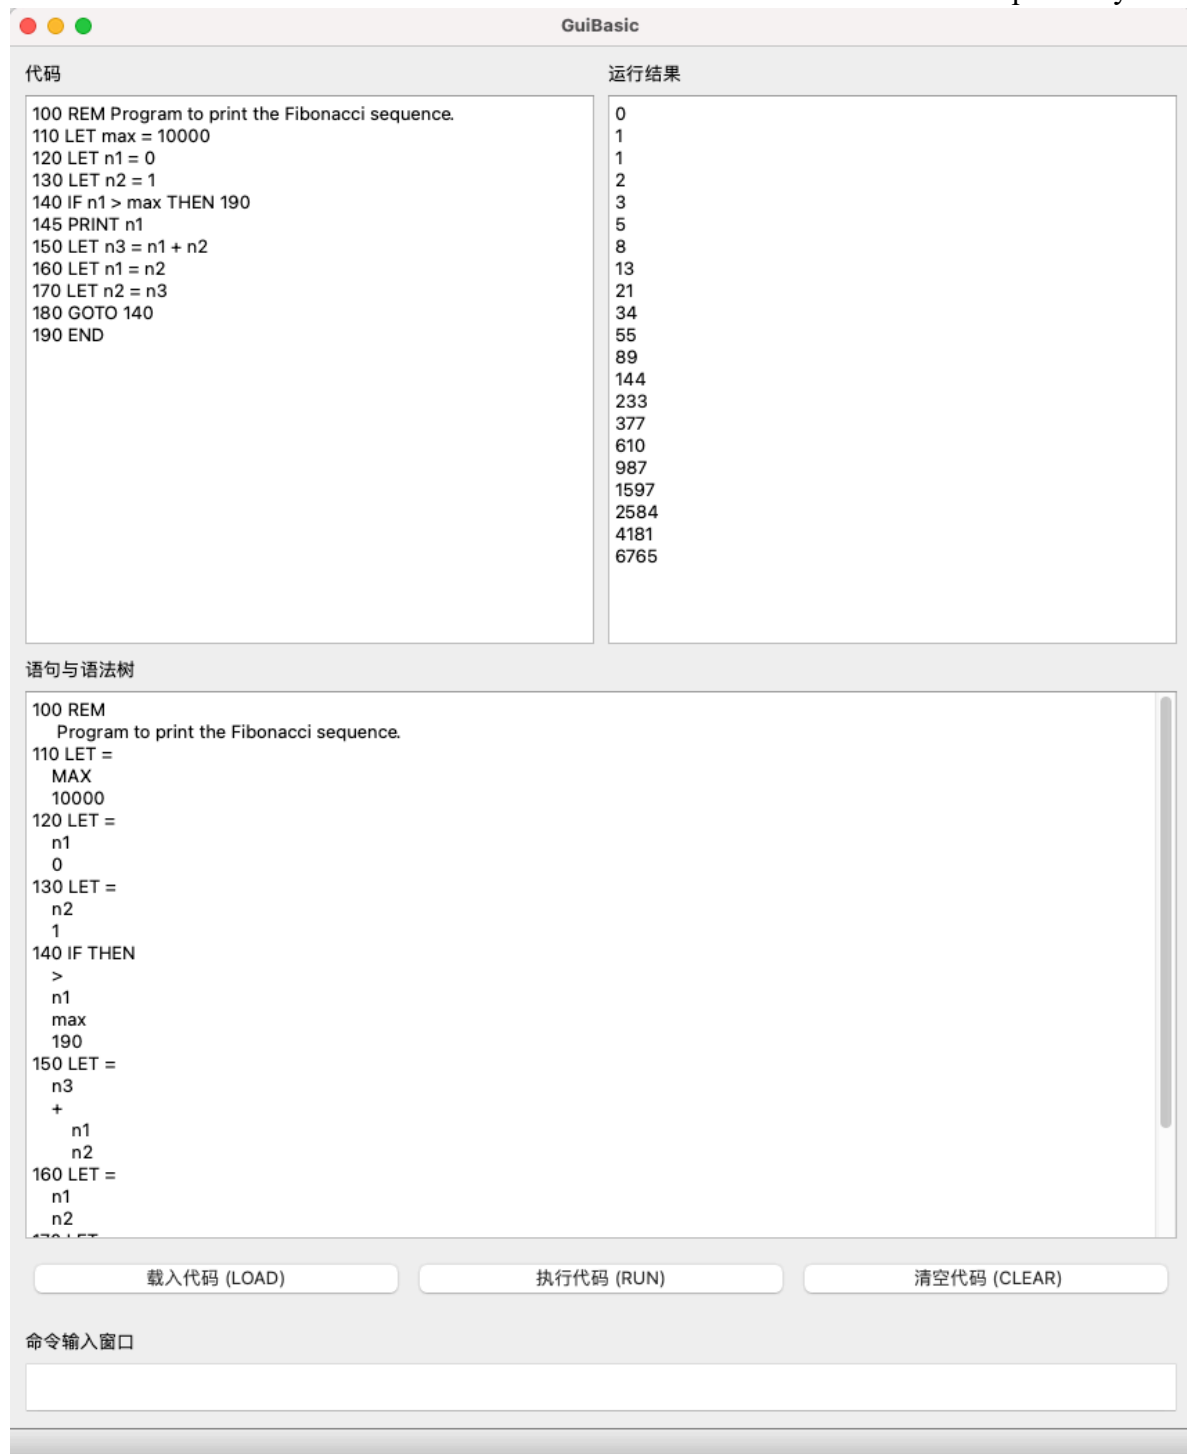 GuiBasic
代码
100 REM Program to print the Fibonacci sequence.
110 LET max = 10000
120 LET n1 = 0
130 LET n2 = 1
140 IF n1 > max THEN 190
145 PRINT n1
150 LET n3 = n1 + n2
160 LET n1 = n2
170 LET n2 = n3
180 GOTO 140
190 END
运行结果
0
1
1
2
3
5
8
13
21
34
55
89
144
233
377
610
987
1597
2584
4181
6765
语句与语法树
100 REM
Program to print the Fibonacci sequence.
110 LET =
MAX
10000
120 LET =
n1
0
130 LET =
n2
1
140 IF THEN
>
n1
max
190
150 LET =
n3
+
n1
n2
160 LET =
n1
n2
载入代码 (LOAD)
执行代码 (RUN)
清空代码 (CLEAR)
命令输入窗口